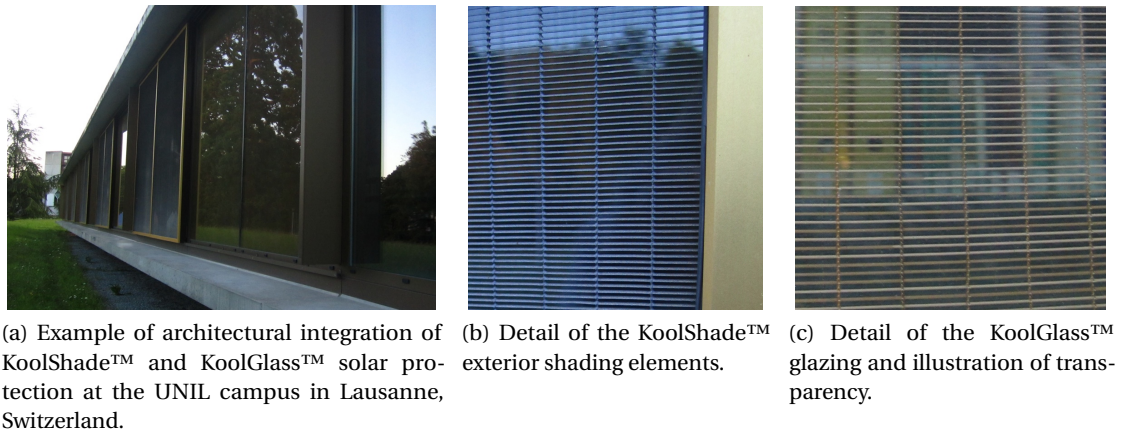 (a) Example of architectural integration of
KoolShade™ and KoolGlass™ solar pro-
tection at the UNIL campus in Lausanne,
Switzerland.
(b) Detail of the KoolShade™
exterior shading elements.
(c) Detail of the KoolGlass™
glazing and illustration of trans-
parency.